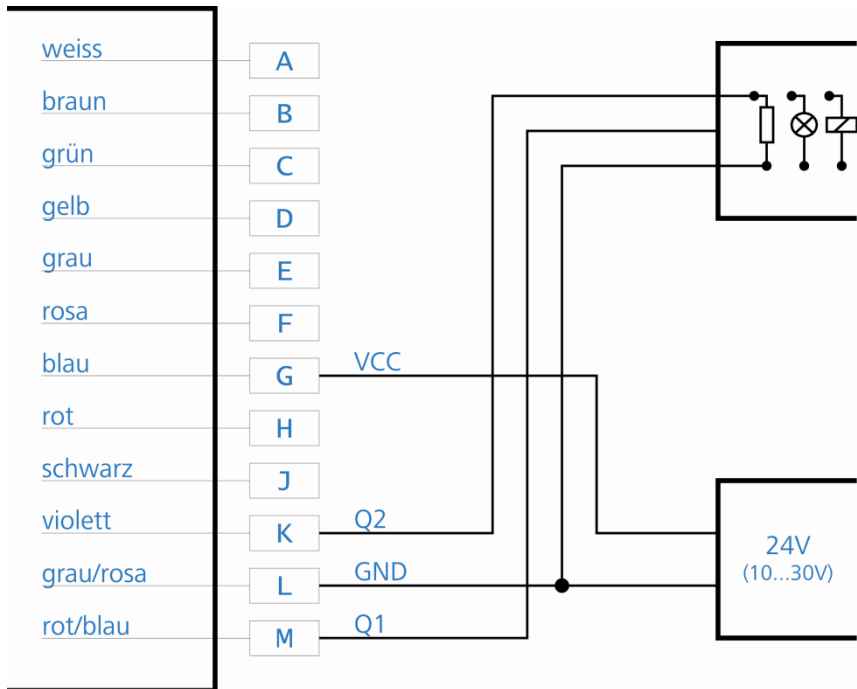 weiss A
braun B
grün C
gelb D
grau E
rosa F
blau G VCC
rot H
schwarz J
violett K Q2
grau/rosa L GND
rot/blau M Q1
24V
(10...30V)